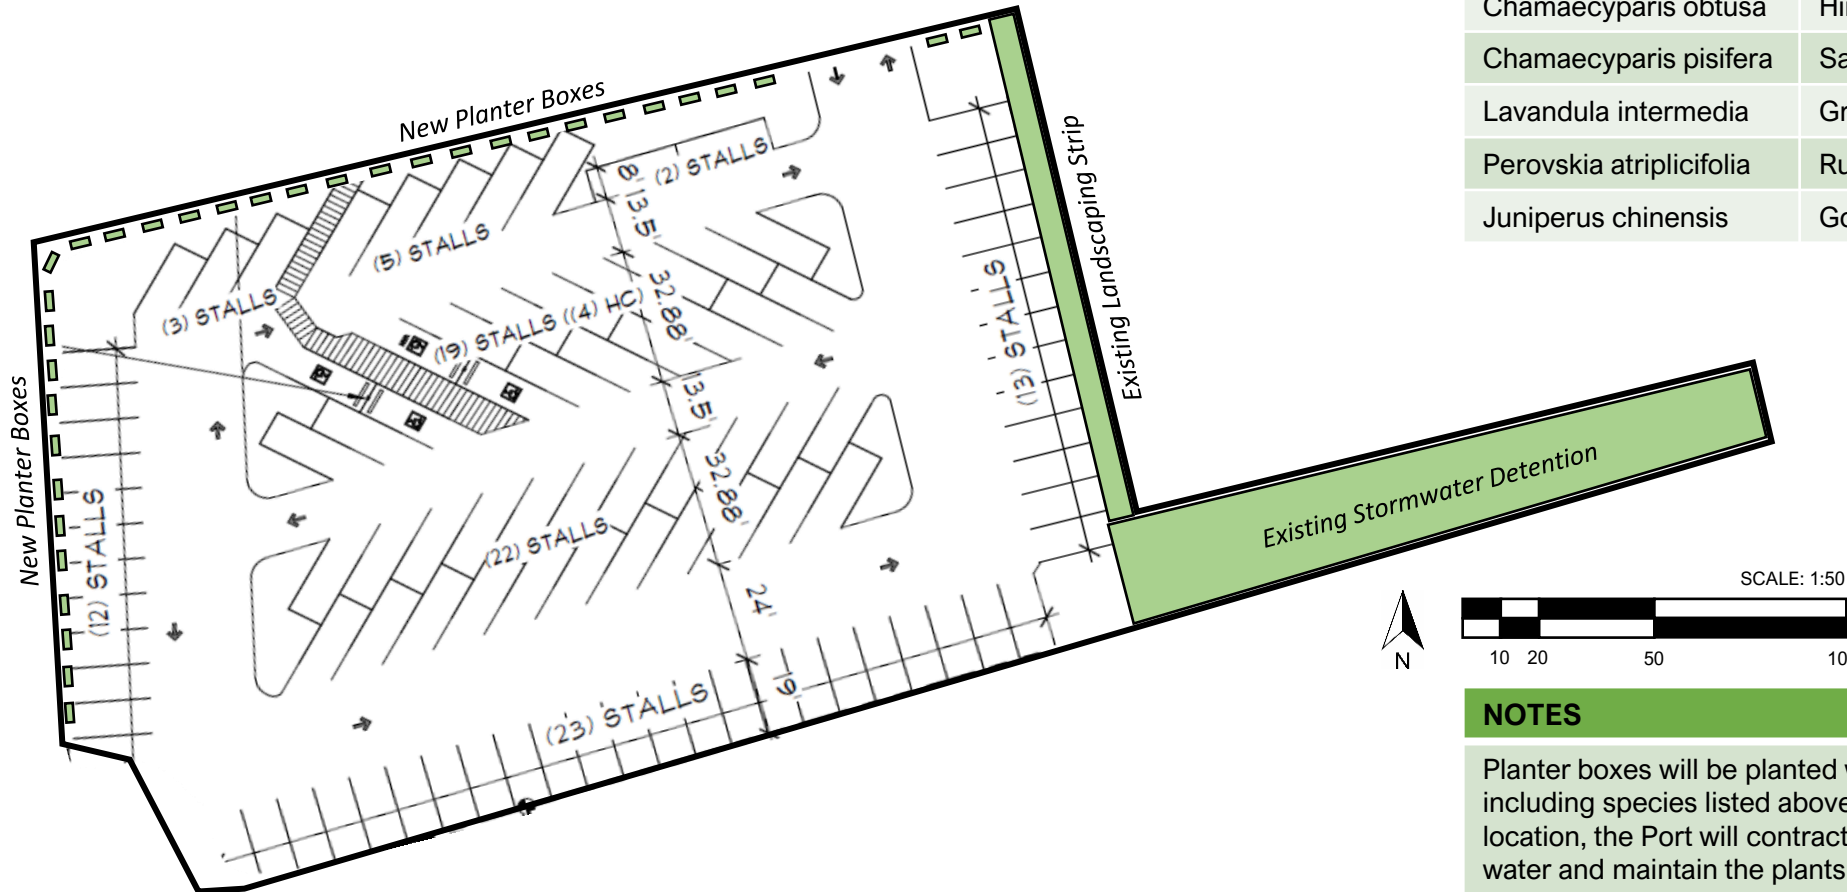 Chamaecyparis obtusa
Chamaecyparis pisifera
Lavandula intermedia
Perovskia atriplicifolia
Juniperus chinensis
New Planter Boxes
New Planter Boxes
Existing Landscaping Strip
Existing Stormwater Detention
(2) STALLS
(5) STALLS
(3) STALLS
(19) STALLS ((4) HC)
(13) STALLS
(22) STALLS
(12) STALLS
(23) STALLS
8'
13.5'
32.88'
13.5'
32.88'
24'
19'
N
SCALE: 1:50
10 20 50
NOTES
Planter boxes will be planted
including species listed above
location, the Port will contract
water and maintain the plants